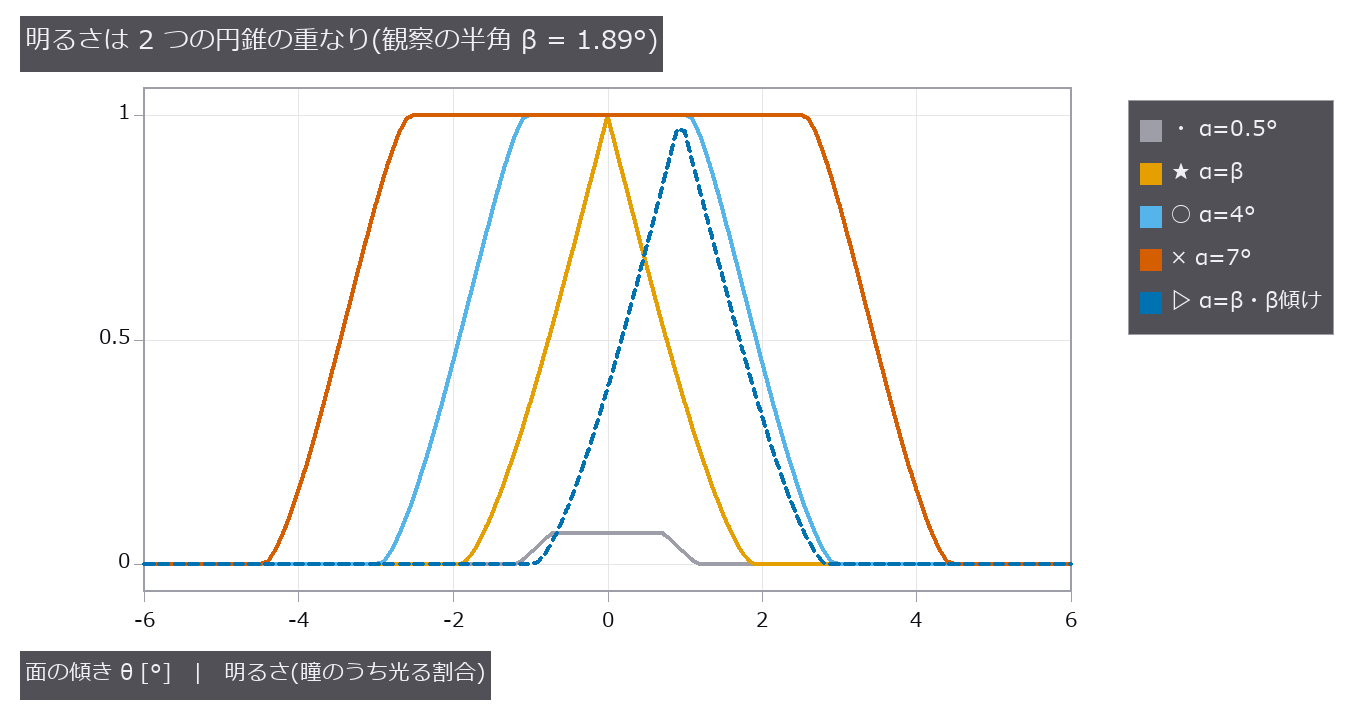 明るさは 2 つの円錐の重なり(観察の半角 β = 1.89°)
1
0.5
0
-6
-4
-2
0
2
4
6
・ α=0.5°
★ α=β
○ α=4°
× α=7°
▷ α=β・β傾け
面の傾き θ [°] | 明るさ(瞳のうち光る割合)